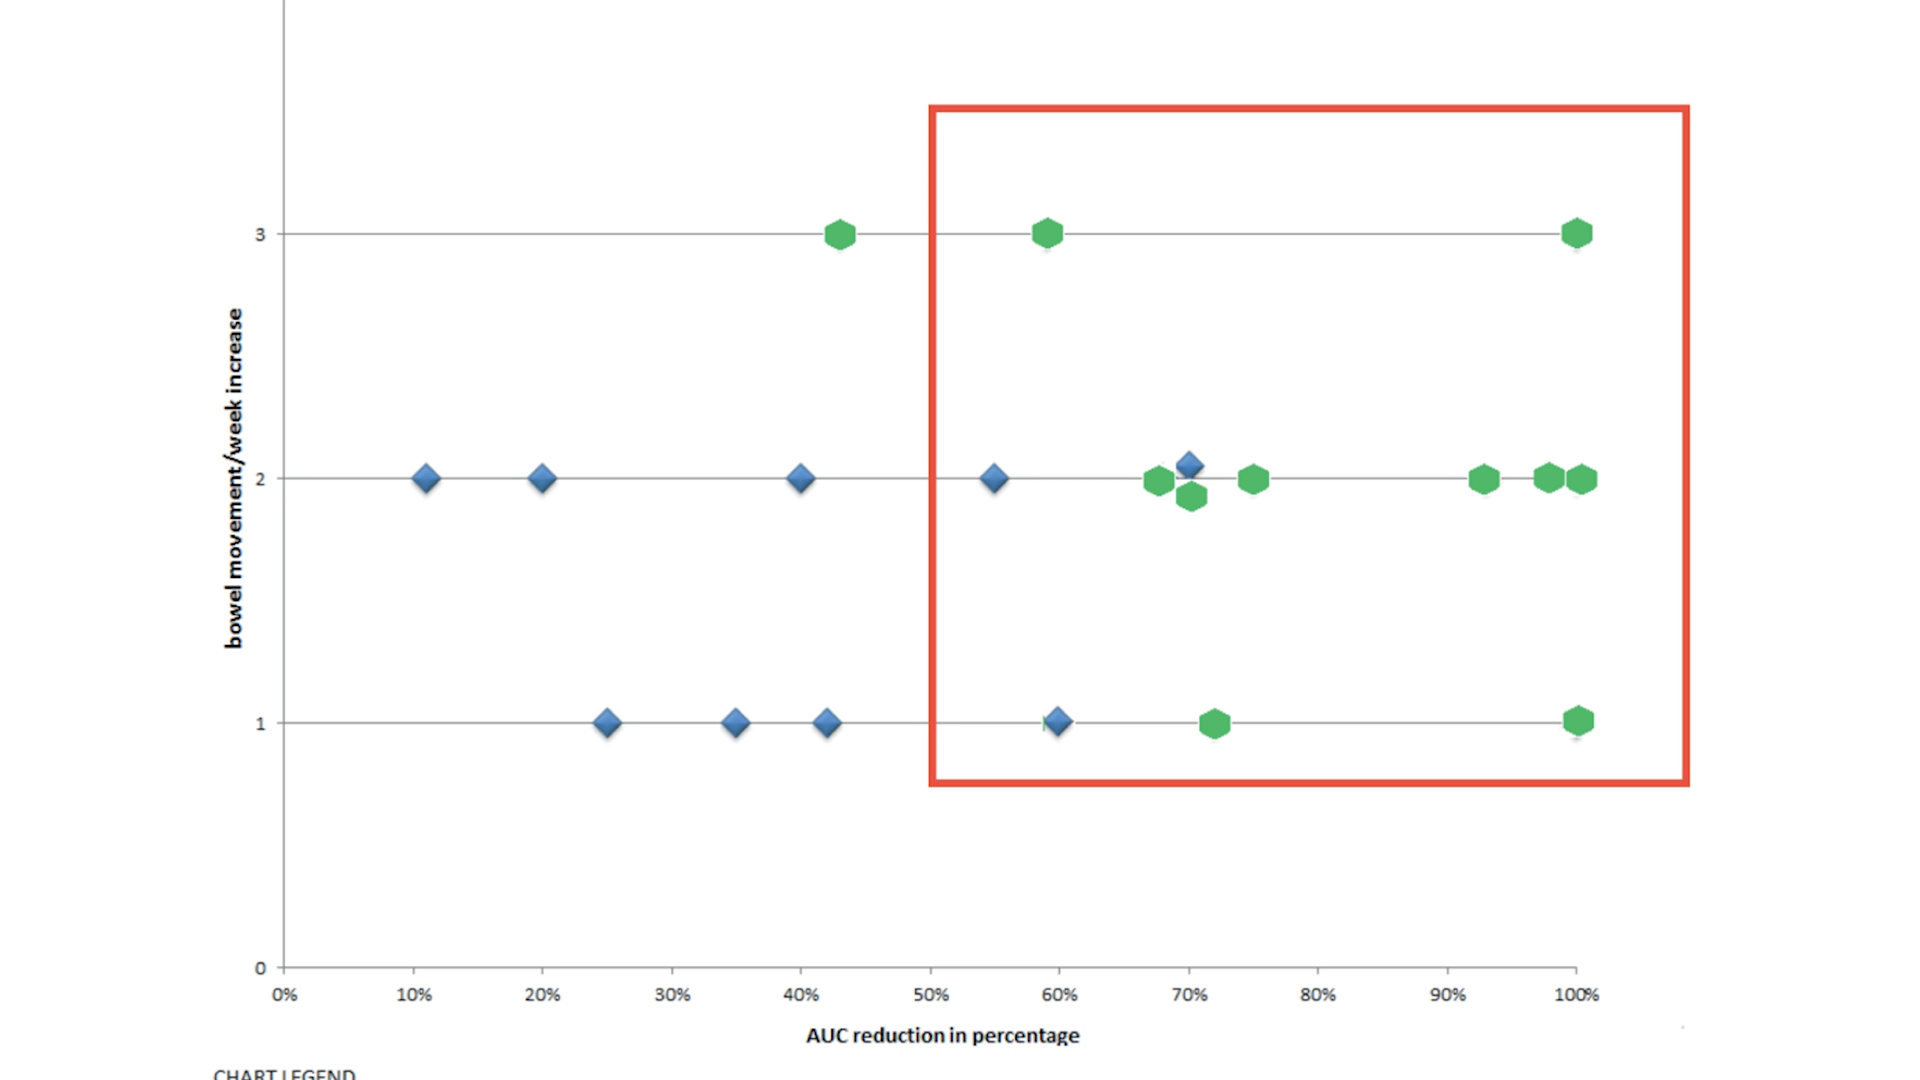 3
2
1
0
bowel movement/week increase
0% 10% 20% 30% 40% 50% 60% 70% 80% 90% 100%
AUC reduction in percentage
CHART LEGEND